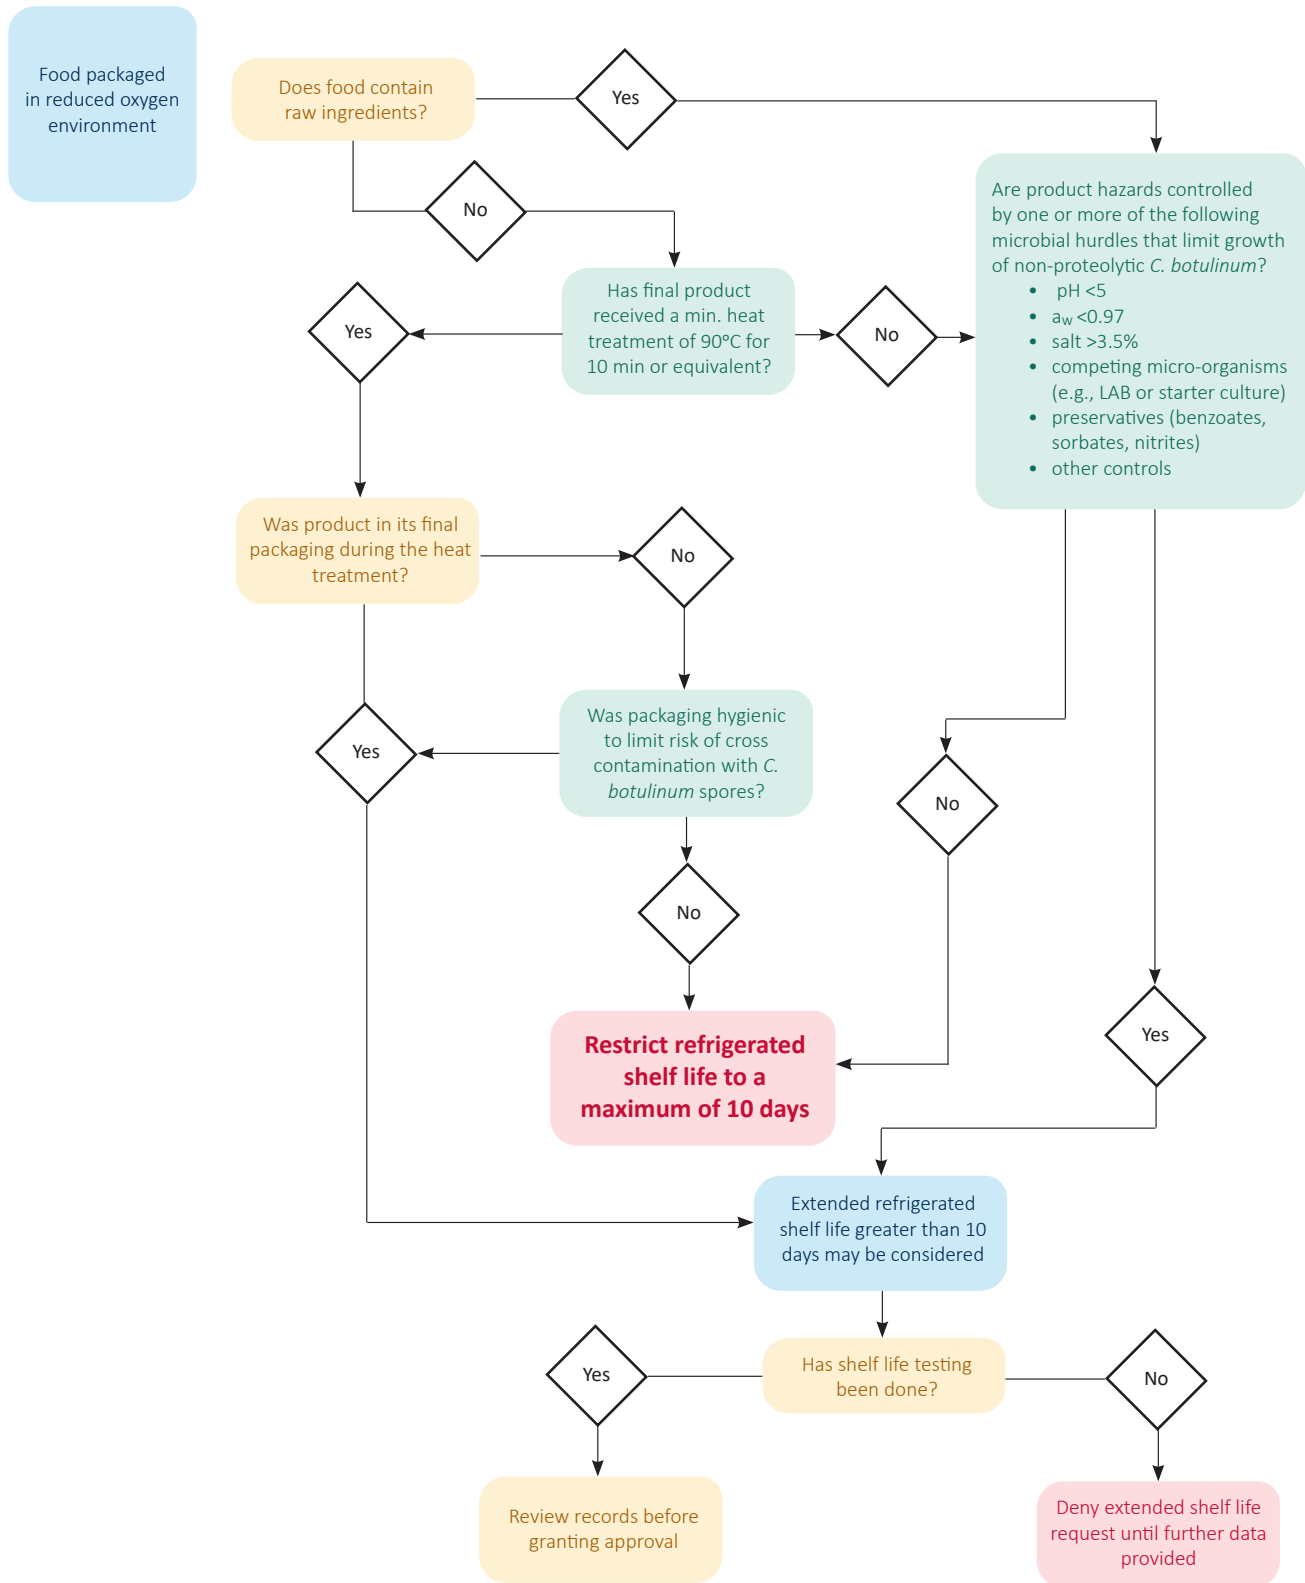 Food packaged
in reduced oxygen
environment
Does food contain
raw ingredients?
Yes
No
Are product hazards controlled
by one or more of the following
microbial hurdles that limit growth
of non-proteolytic C. botulinum?
• pH <5
• aw <0.97
• salt >3.5%
• competing micro-organisms
(e.g., LAB or starter culture)
• preservatives (benzoates,
sorbates, nitrites)
• other controls
Has final product
received a min. heat
treatment of 90°C for
10 min or equivalent?
Yes
No
Was product in its final
packaging during the heat
treatment?
No
Was packaging hygienic
to limit risk of cross
contamination with C.
botulinum spores?
Yes
No
No
Yes
Restrict refrigerated
shelf life to a
maximum of 10 days
Extended refrigerated
shelf life greater than 10
days may be considered
Has shelf life testing
been done?
Yes
No
Review records before
granting approval
Deny extended shelf life
request until further data
provided